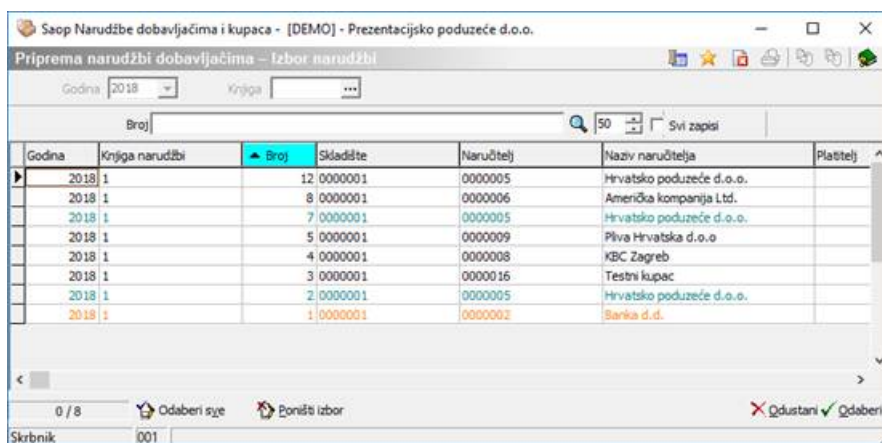 Saop Narudžbe dobavljačima i kupaca - [DEMO] - Prezentacijsko poduzeće d.o.o.
Priprema narudžbi dobavljačima – Izbor narudžbi
Godina 2018 Knjiga ...
Broj 50 Svi zapisi
Godina Knjiga narudžbi Broj Skladište Naručitelj Naziv naručitelja Platitelj
2018 1 12 0000001 0000005 Hrvatsko poduzeće d.o.o.
2018 1 8 0000001 0000006 Američka kompanija Ltd.
2018 1 7 0000001 0000005 Hrvatsko poduzeće d.o.o.
2018 1 5 0000001 0000009 Pliva Hrvatska d.o.o
2018 1 4 0000001 0000008 KBC Zagreb
2018 1 3 0000001 0000016 Testni kupac
2018 1 2 0000001 0000005 Hrvatsko poduzeće d.o.o.
2018 1 1 0000001 0000002 Banka d.d.
0 / 8 Odaberi sve Poništi izbor Odustani Odaberi
Skrbnik 001